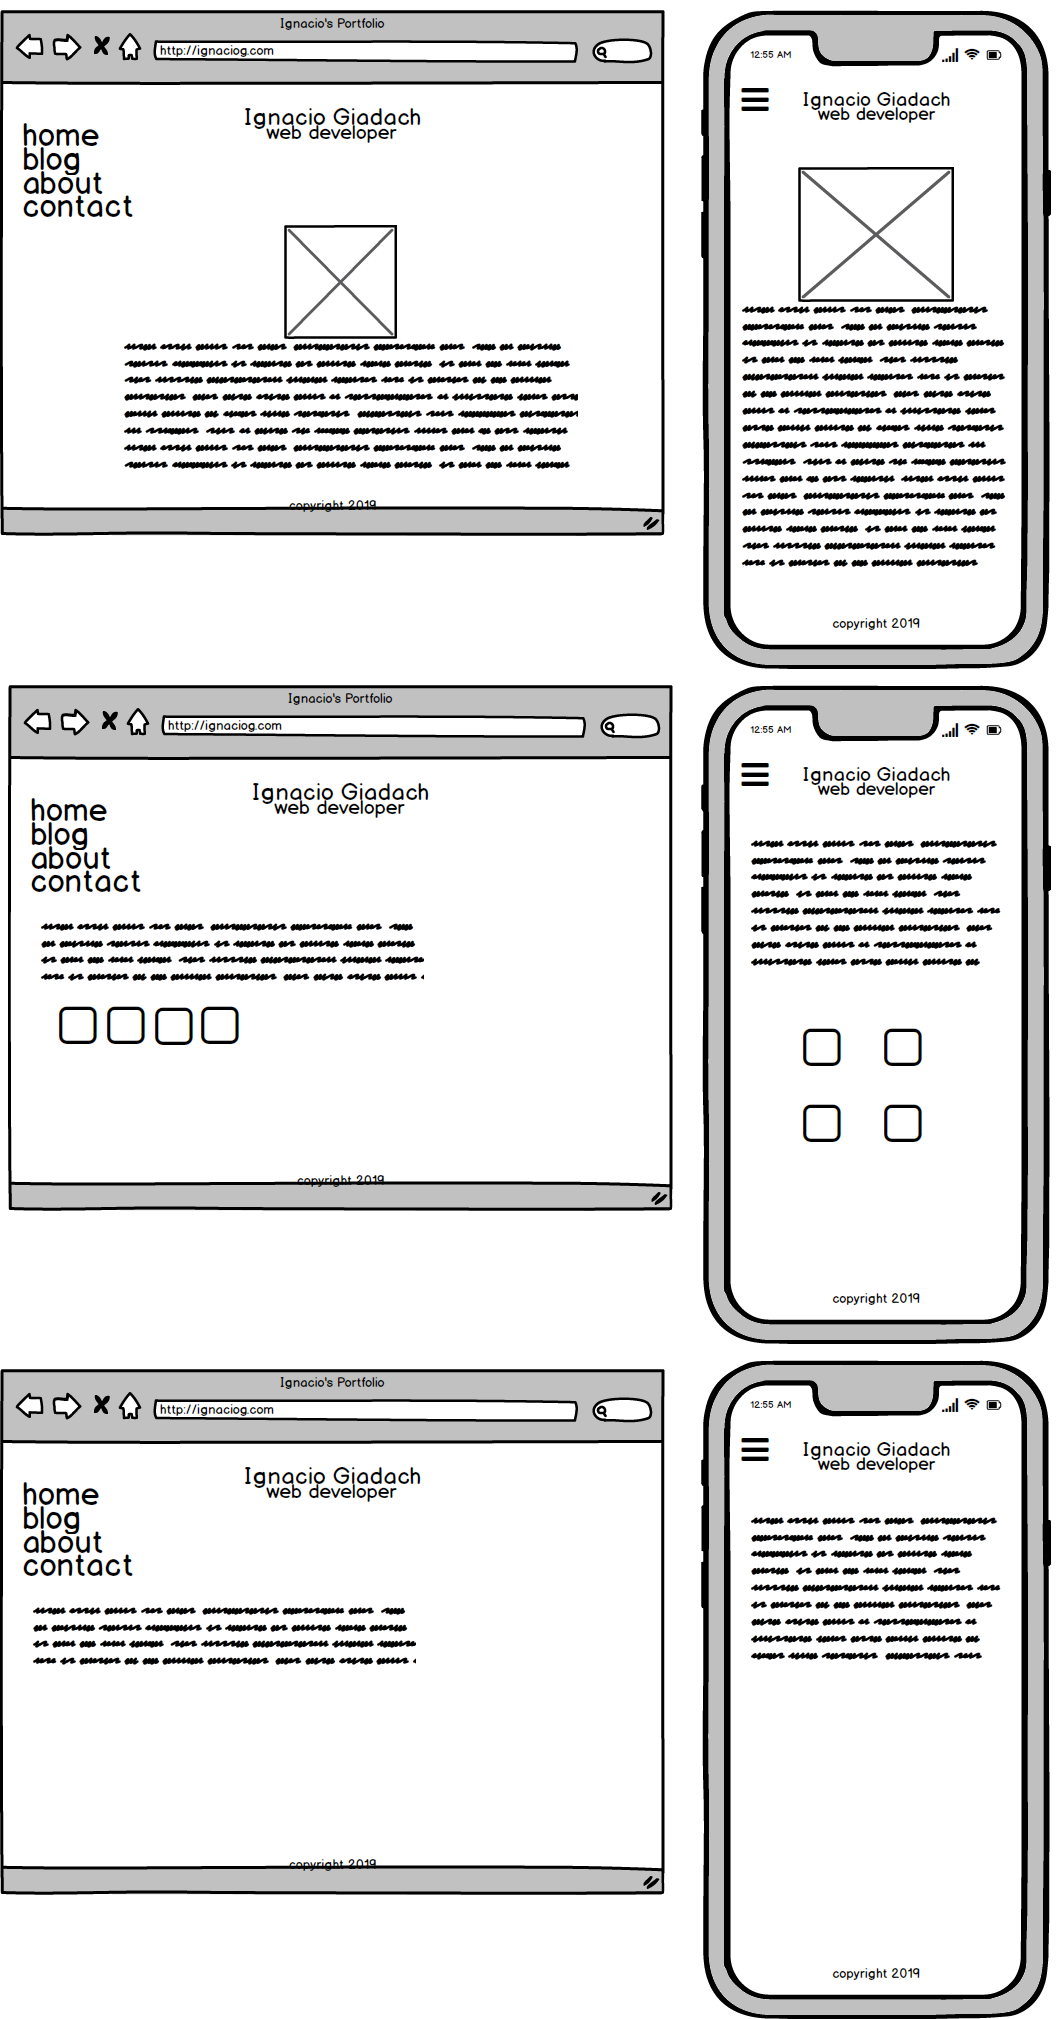 Ignacio's Portfolio
http://ignaciog.com
Ignacio Giadach
web developer
home
blog
about
contact
copyright 2019
12:55 AM
Ignacio Giadach
web developer
copyright 2019
Ignacio's Portfolio
http://ignaciog.com
Ignacio Giadach
web developer
home
blog
about
contact
copyright 2019
12:55 AM
Ignacio Giadach
web developer
copyright 2019
Ignacio's Portfolio
http://ignaciog.com
Ignacio Giadach
web developer
home
blog
about
contact
copyright 2019
12:55 AM
Ignacio Giadach
web developer
copyright 2019